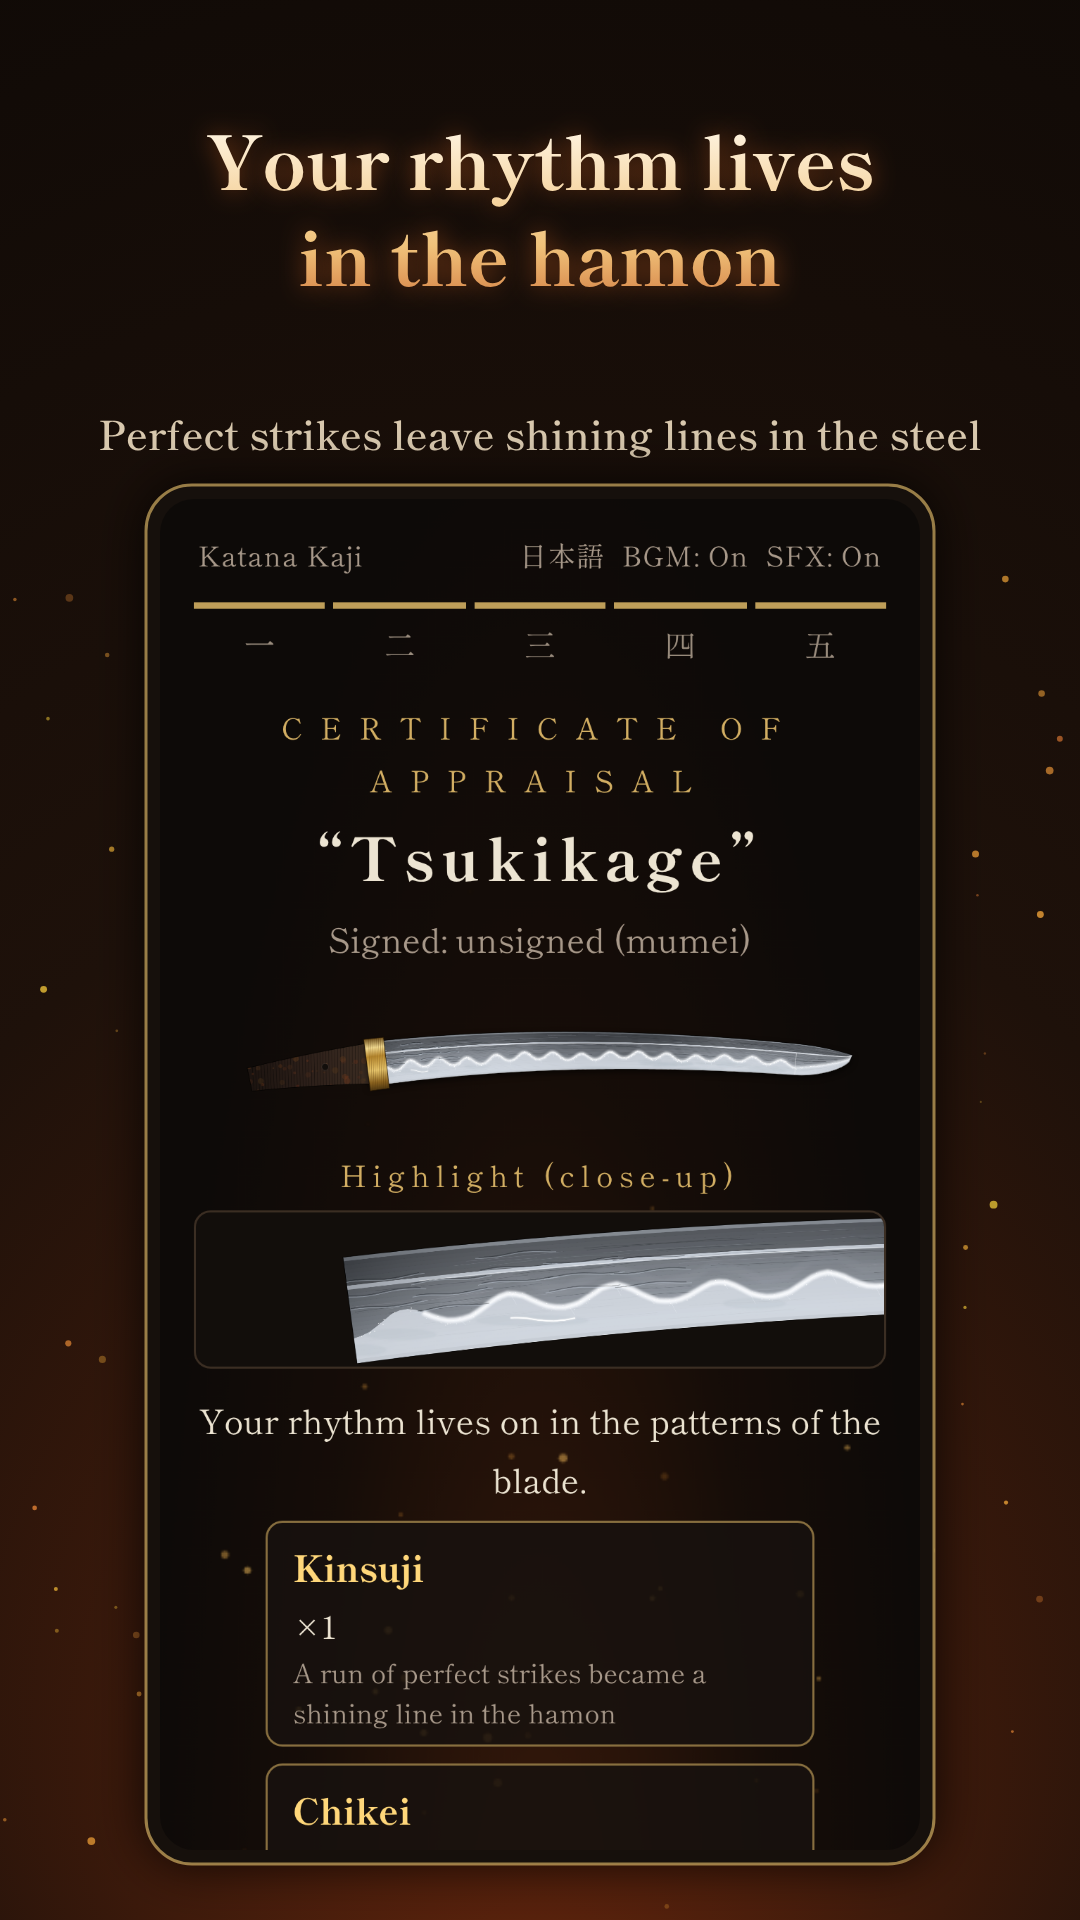 Your rhythm lives
in the hamon
Perfect strikes leave shining lines in the steel
Katana Kaji 日本語 BGM: On SFX: On
一 二 三 四 五
CERTIFICATE OF
APPRAISAL
“Tsukikage”
Signed: unsigned (mumei)
Highlight (close-up)
Your rhythm lives on in the patterns of the
blade.
Kinsuji
×1
A run of perfect strikes became a
shining line in the hamon
Chikei